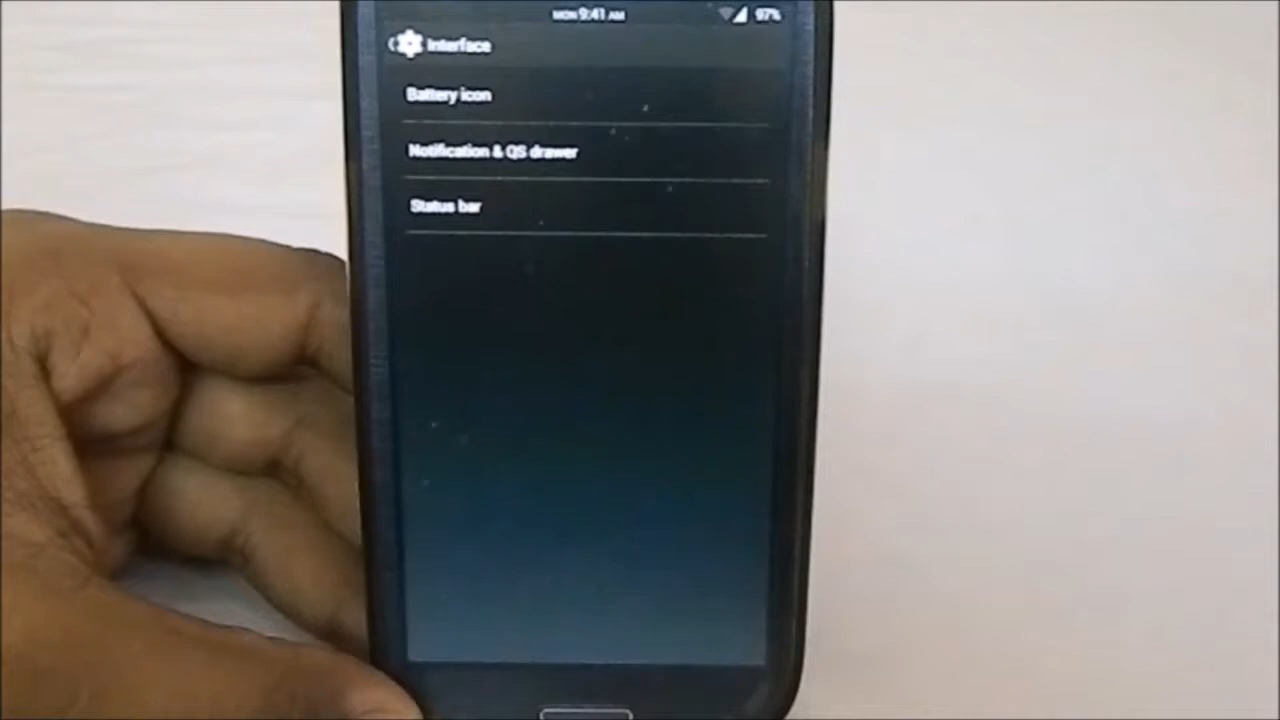 MON 9:41 AM 97%
Interface
Battery icon
Notification & QS drawer
Status bar